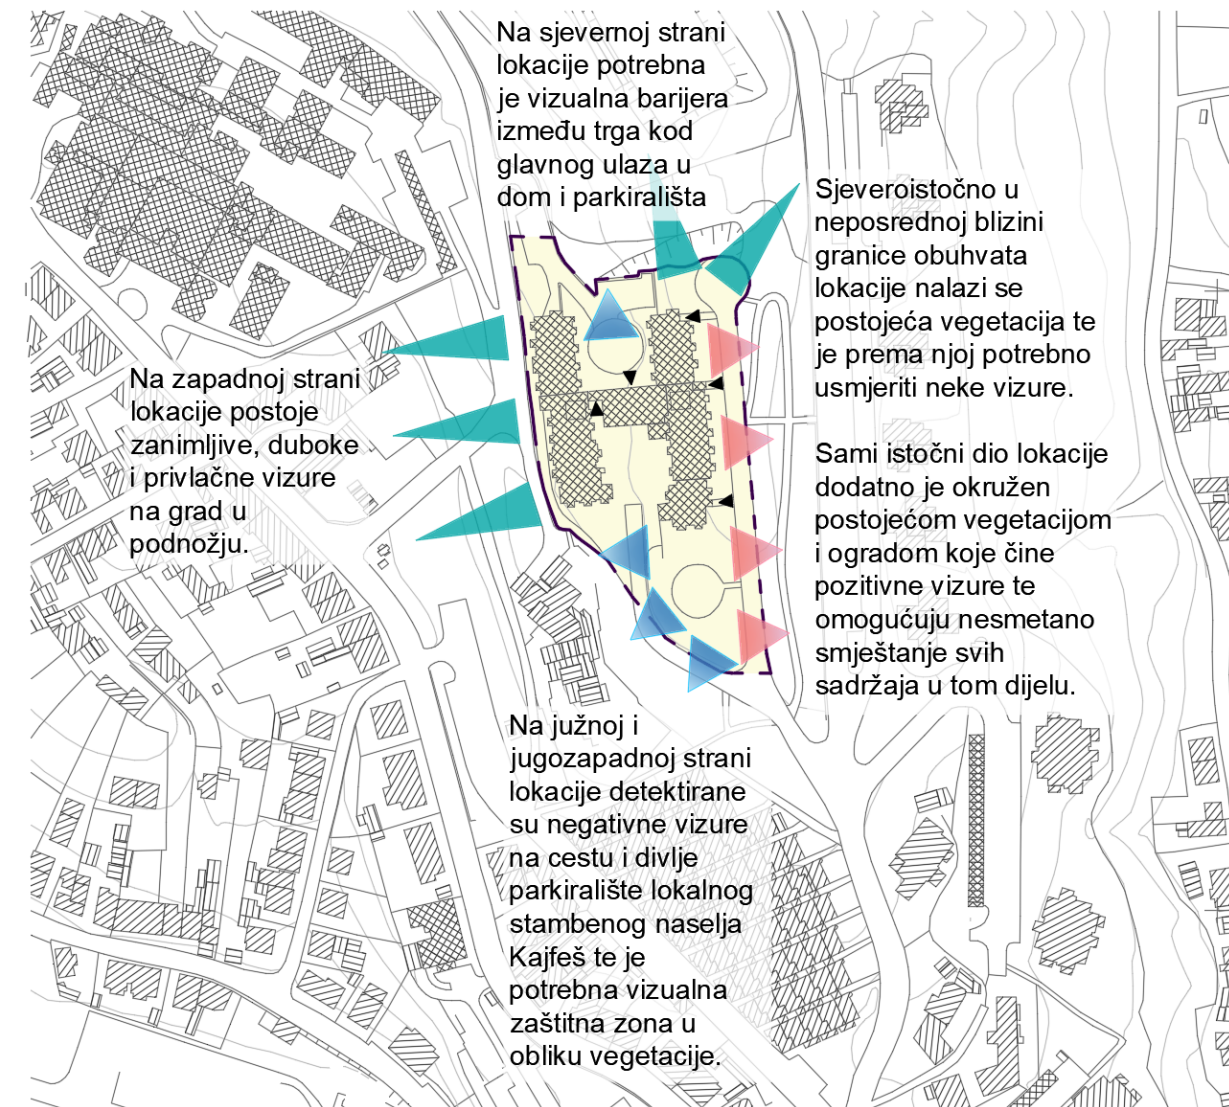 Na sjevernoj strani
lokacije potrebna
je vizualna barijera
između trga kod
glavnog ulaza u
dom i parkirališta
Sjeveroistočno u
neposrednoj blizini
granice obuhvata
lokacije nalazi se
postojeća vegetacija te
je prema njoj potrebno
usmjeriti neke vizure.
Sami istočni dio lokacije
dodatno je okružen
postojećom vegetacijom
i ogradom koje čine
pozitivne vizure te
omogućuju nesmetano
smještanje svih
sadržaja u tom dijelu.
Na zapadnoj strani
lokacije postoje
zanimljive, duboke
i privlačne vizure
na grad u
podnožju.
Na južnoj i
jugozapadnoj strani
lokacije detektirane
su negativne vizure
na cestu i divlje
parkiralište lokalnog
stambenog naselja
Kajfeš te je
potrebna vizualna
zaštitna zona u
obliku vegetacije.